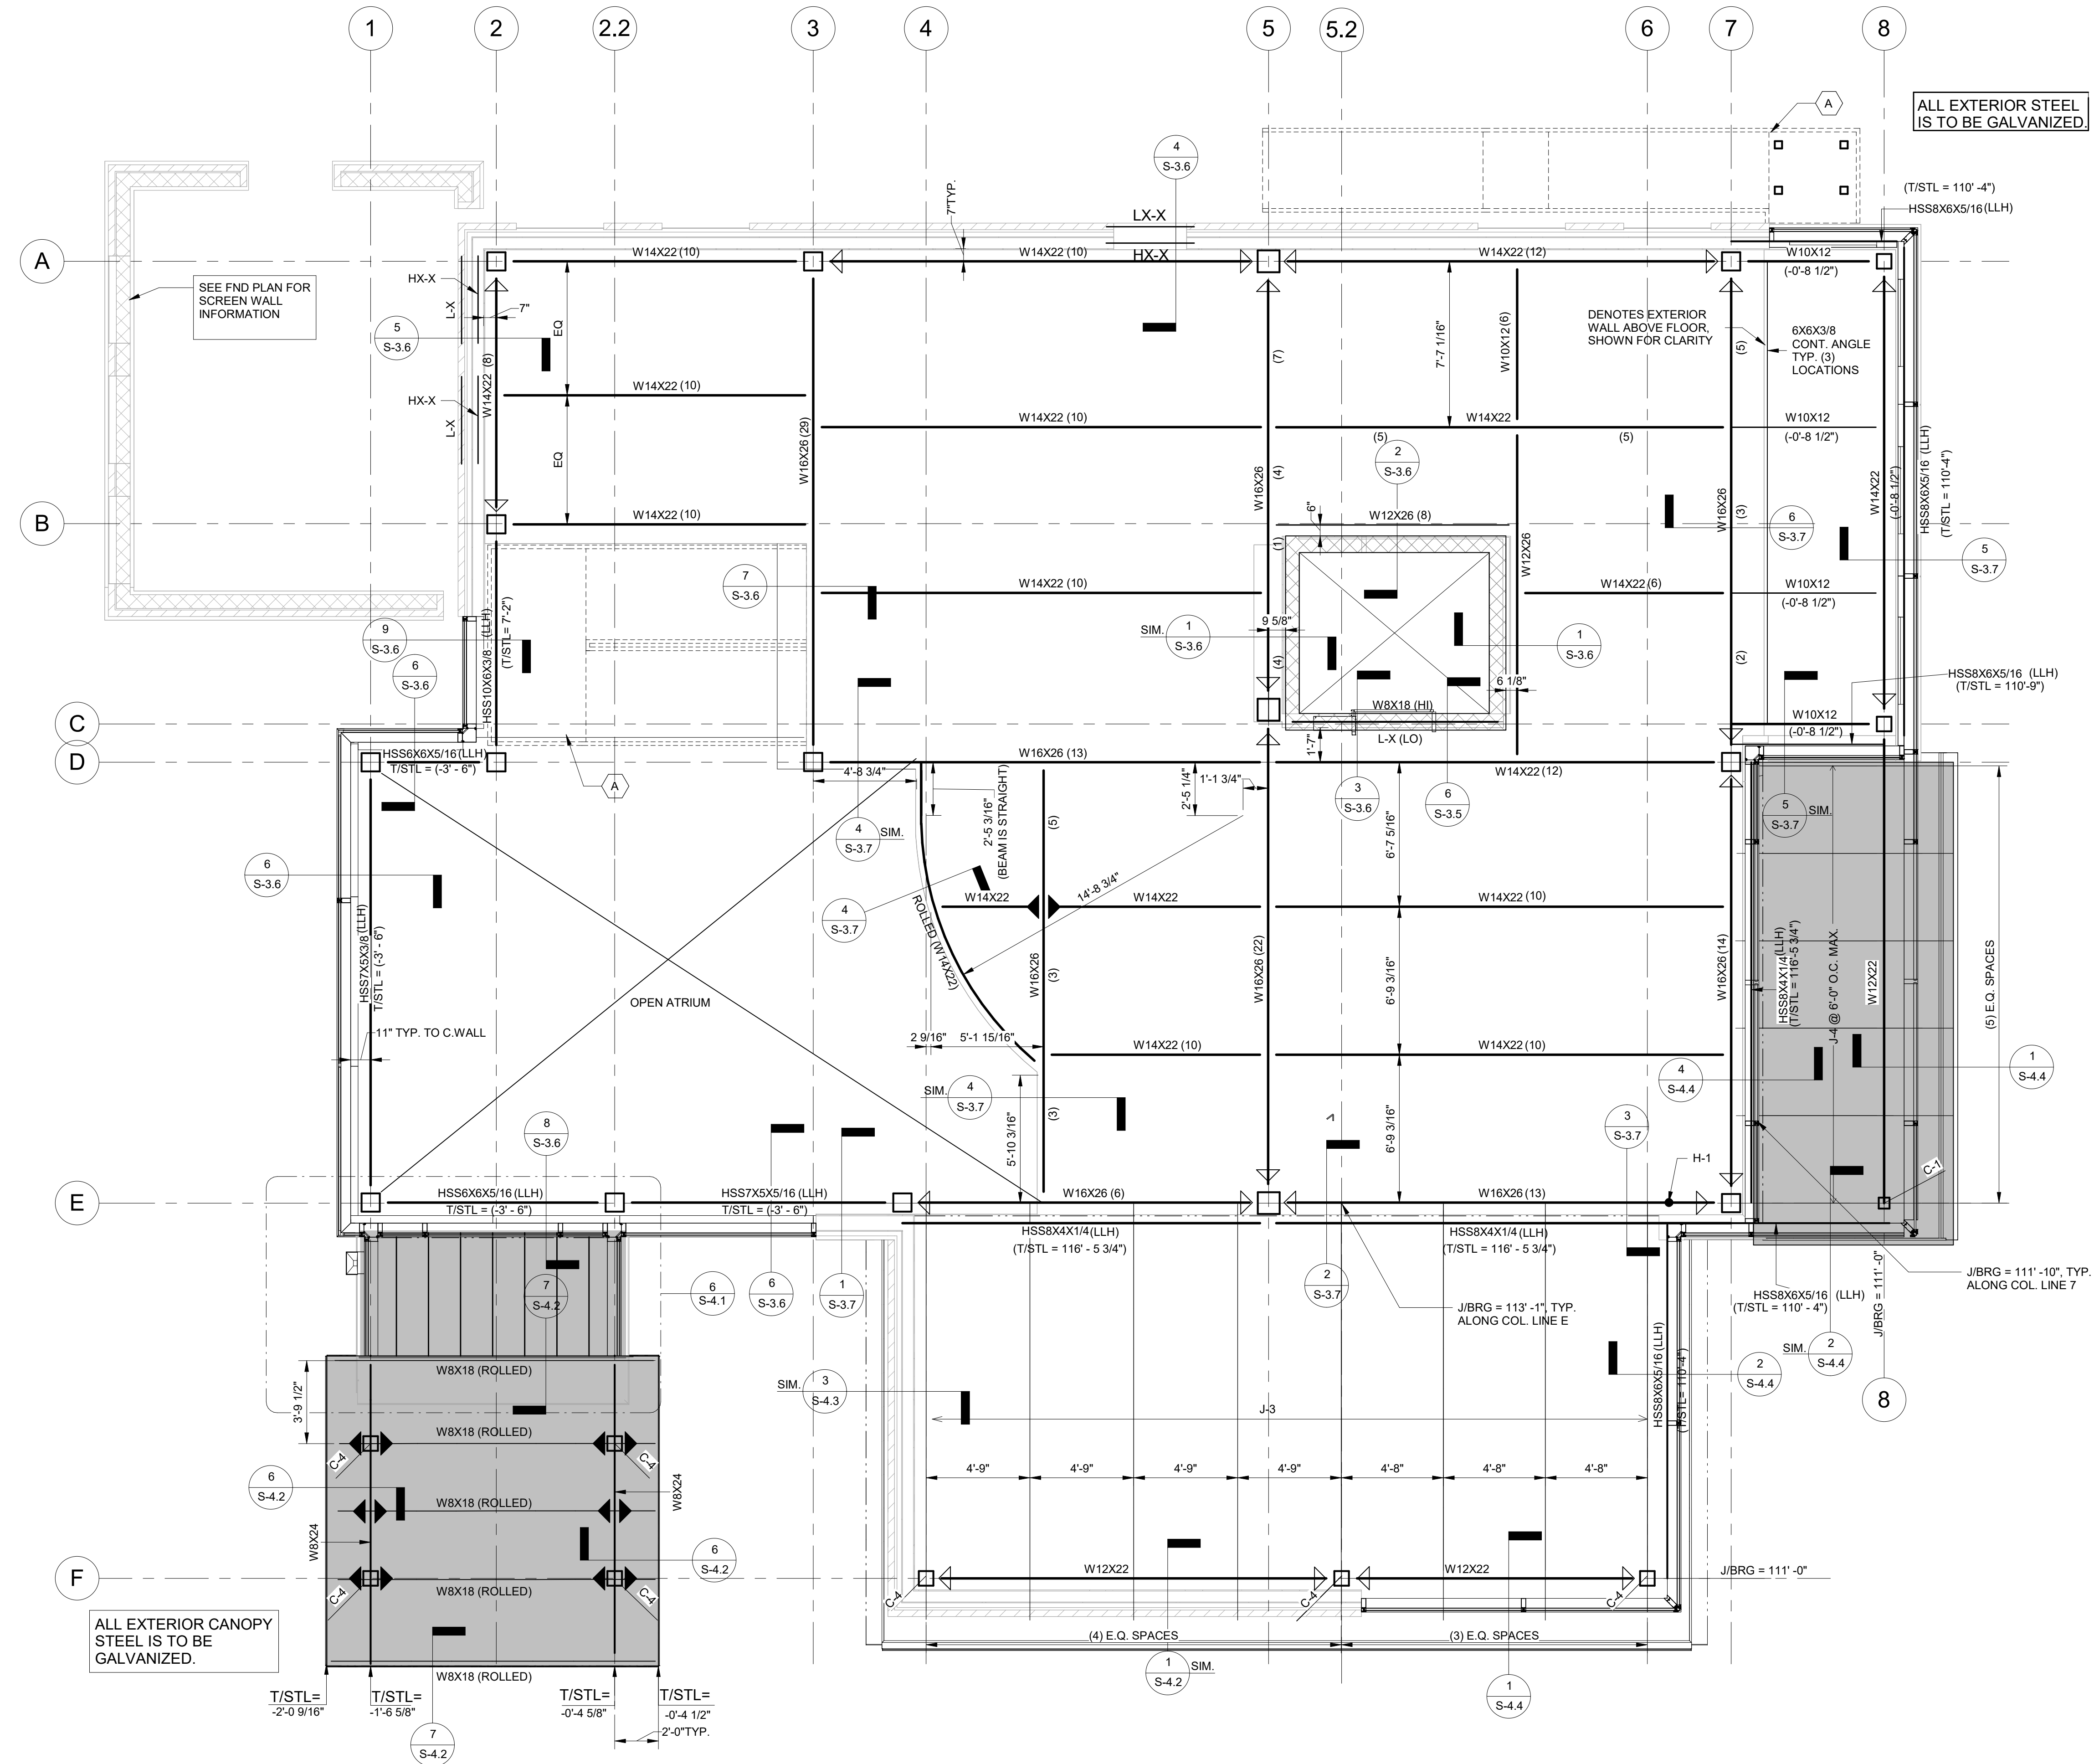 1
2
2.2
3
4
5
5.2
6
7
8
A
ALL EXTERIOR STEEL
IS TO BE GALVANIZED.
4
S-3.6
(T/STL = 110' -4")
HSS8X6X5/16 (LLH)
7"TYP.
LX-X
HX-X
A
W14X22 (10)
W14X22 (10)
W14X22 (12)
W10X12
(-0'-8 1/2")
SEE FND PLAN FOR
SCREEN WALL
INFORMATION
HX-X
L-X
7"
5
S-3.6
EQ
W14X22 (8)
(7)
7'-7 1/16"
W10X12 (6)
DENOTES EXTERIOR
WALL ABOVE FLOOR,
SHOWN FOR CLARITY
(5)
6X6X3/8
CONT. ANGLE
TYP. (3)
LOCATIONS
HX-X
L-X
W14X22 (10)
W16X26 (29)
W14X22 (10)
W14X22
(5)
(5)
W10X12
(-0'-8 1/2")
EQ
2
S-3.6
W16X26
(4)
W16X26
(3)
W14X22
(-0'-8 1/2")
HSS8X6X5/16 (LLH)
(T/STL = 110'-4")
B
W14X22 (10)
6"
W12X26 (8)
6
S-3.7
5
S-3.7
(1)
W12X26
7
S-3.6
W14X22 (10)
W14X22 (6)
W10X12
(-0'-8 1/2")
9
S-3.6
HSS10X6X3/8 (LLH)
(T/STL= 7'-2")
9 5/8"
SIM.
1
S-3.6
1
S-3.6
6
S-3.6
(4)
(2)
6 1/8"
HSS8X6X5/16 (LLH)
(T/STL = 110'-9")
C
W8X18 (HI)
L-X (LO)
W10X12
(-0'-8 1/2")
1'-7"
D
HSS6X6X5/16 (LLH)
T/STL = (-3' - 6")
W16X26 (13)
W14X22 (12)
A
4'-8 3/4"
2'-5 3/16"
(BEAM IS STRAIGHT)
(5)
2'-5 1/4"
1'-1 3/4"
3
S-3.6
6
S-3.5
5
S-3.7
SIM.
4
S-3.7
SIM.
6'-7 5/16"
6
S-3.6
4
S-3.7
W14X22
W14X22
14'-8 3/4"
W14X22 (10)
ROLLED (W14X22)
HSS7X5X3/8 (LLH)
T/STL = (-3' - 6")
OPEN ATRIUM
W16X26
(3)
W16X26 (22)
6'-9 3/16"
W16X26 (14)
HSS8X4X1/4 (LLH)
(T/STL = 116'-5 3/4")
J-4 @ 6'-0" O.C. MAX.
W12X22
(5) E.Q. SPACES
11" TYP. TO C.WALL
2 9/16"
5'-1 15/16"
W14X22 (10)
W14X22 (10)
4
S-4.4
1
S-4.4
SIM.
4
S-3.7
(3)
5'-10 3/16"
6'-9 3/16"
8
S-3.6
2
S-3.7
3
S-3.7
H-1
C-1
E
HSS6X6X5/16 (LLH)
T/STL = (-3' - 6")
HSS7X5X5/16 (LLH)
T/STL = (-3' - 6")
W16X26 (6)
W16X26 (13)
HSS8X4X1/4 (LLH)
(T/STL = 116' - 5 3/4")
HSS8X4X1/4 (LLH)
(T/STL = 116' - 5 3/4")
7
S-4.2
6
S-4.1
6
S-3.6
1
S-3.7
J/BRG = 113' -1", TYP.
ALONG COL. LINE E
HSS8X6X5/16 (LLH)
(T/STL = 110' - 4")
J/BRG = 111' -0"
J/BRG = 111' -10", TYP.
ALONG COL. LINE 7
W8X18 (ROLLED)
3'-9 1/2"
SIM.
3
S-4.3
HSS8X6X5/16 (LLH)
(T/STL= 110'-4")
2
S-4.4
SIM.
2
S-4.4
8
J-3
W8X18 (ROLLED)
C-4
C-4
4'-9"
4'-9"
4'-9"
4'-9"
4'-8"
4'-8"
4'-8"
6
S-4.2
W8X18 (ROLLED)
W8X24
W8X24
6
S-4.2
F
W8X18 (ROLLED)
C-4
C-4
W12X22
W12X22
C-4
C-4
C-4
J/BRG = 111' -0"
ALL EXTERIOR CANOPY
STEEL IS TO BE
GALVANIZED.
(4) E.Q. SPACES
(3) E.Q. SPACES
W8X18 (ROLLED)
1
S-4.2
SIM.
1
S-4.4
T/STL=
-2'-0 9/16"
T/STL=
-1'-6 5/8"
T/STL=
-0'-4 5/8"
T/STL=
-0'-4 1/2"
2'-0"TYP.
7
S-4.2